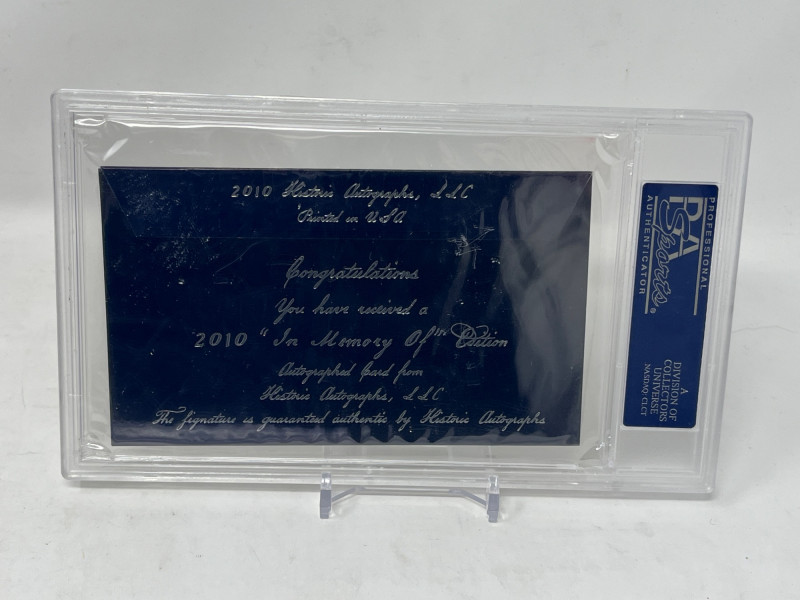 2010 Historic Autographs, LLC
Printed in USA
Congratulations
You have received a
2010 "In Memory Of"™ Edition
Autographed Card from
Historic Autographs, LLC
The signature is guaranteed authentic by Historic Autographs
PROFESSIONAL
PSA
Sports®
AUTHENTICATOR
A
DIVISION OF
COLLECTORS
UNIVERSE
NASDAQ: CLCT